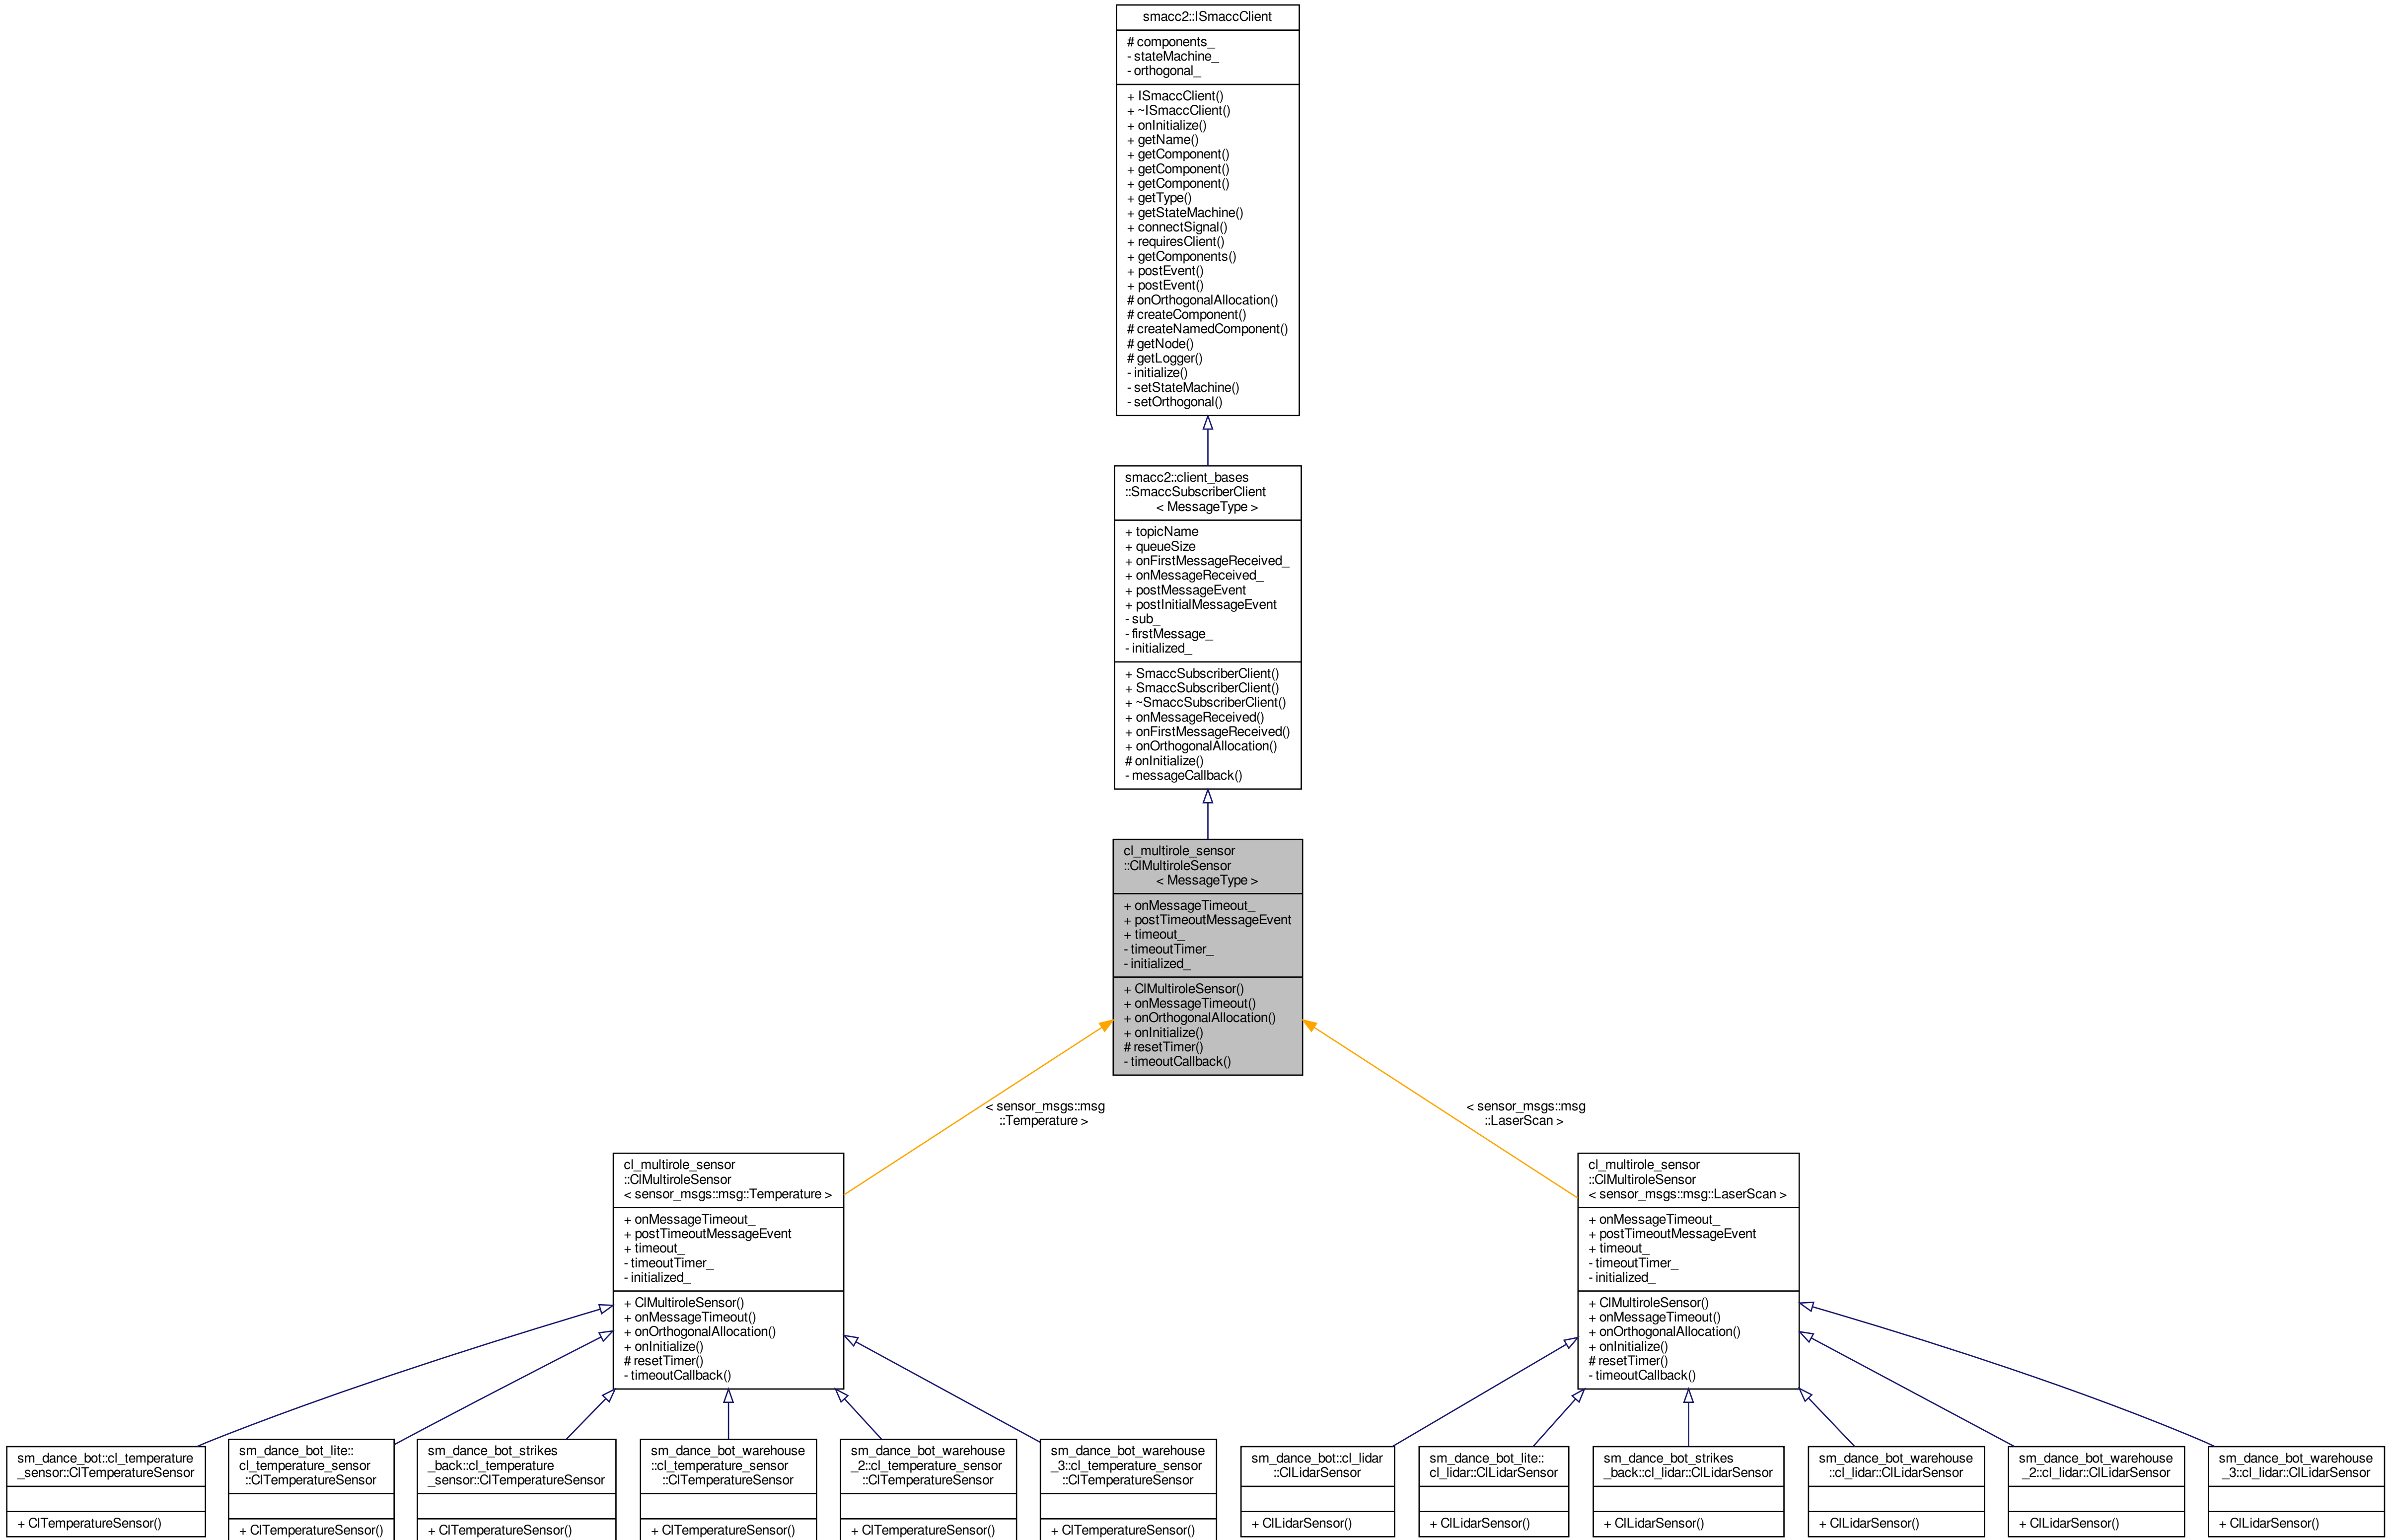 smacc2::ISmaccClient
# components_
- stateMachine_
- orthogonal_
+ ISmaccClient()
+ ~ISmaccClient()
+ onInitialize()
+ getName()
+ getComponent()
+ getComponent()
+ getComponent()
+ getType()
+ getStateMachine()
+ connectSignal()
+ requiresClient()
+ getComponents()
+ postEvent()
+ postEvent()
# onOrthogonalAllocation()
# createComponent()
# createNamedComponent()
# getNode()
# getLogger()
- initialize()
- setStateMachine()
- setOrthogonal()
smacc2::client_bases
::SmaccSubscriberClient
< MessageType >
+ topicName
+ queueSize
+ onFirstMessageReceived_
+ onMessageReceived_
+ postMessageEvent
+ postInitialMessageEvent
- sub_
- firstMessage_
- initialized_
+ SmaccSubscriberClient()
+ SmaccSubscriberClient()
+ ~SmaccSubscriberClient()
+ onMessageReceived()
+ onFirstMessageReceived()
+ onOrthogonalAllocation()
# onInitialize()
- messageCallback()
cl_multirole_sensor
::ClMultiroleSensor
< MessageType >
+ onMessageTimeout_
+ postTimeoutMessageEvent
+ timeout_
- timeoutTimer_
- initialized_
+ ClMultiroleSensor()
+ onMessageTimeout()
+ onOrthogonalAllocation()
+ onInitialize()
# resetTimer()
- timeoutCallback()
< sensor_msgs::msg
::Temperature >
< sensor_msgs::msg
::LaserScan >
cl_multirole_sensor
::ClMultiroleSensor
< sensor_msgs::msg::Temperature >
+ onMessageTimeout_
+ postTimeoutMessageEvent
+ timeout_
- timeoutTimer_
- initialized_
+ ClMultiroleSensor()
+ onMessageTimeout()
+ onOrthogonalAllocation()
+ onInitialize()
# resetTimer()
- timeoutCallback()
cl_multirole_sensor
::ClMultiroleSensor
< sensor_msgs::msg::LaserScan >
+ onMessageTimeout_
+ postTimeoutMessageEvent
+ timeout_
- timeoutTimer_
- initialized_
+ ClMultiroleSensor()
+ onMessageTimeout()
+ onOrthogonalAllocation()
+ onInitialize()
# resetTimer()
- timeoutCallback()
sm_dance_bot::cl_temperature
_sensor::ClTemperatureSensor
+ ClTemperatureSensor()
sm_dance_bot_lite::
cl_temperature_sensor
::ClTemperatureSensor
+ ClTemperatureSensor()
sm_dance_bot_strikes
_back::cl_temperature
_sensor::ClTemperatureSensor
+ ClTemperatureSensor()
sm_dance_bot_warehouse
::cl_temperature_sensor
::ClTemperatureSensor
+ ClTemperatureSensor()
sm_dance_bot_warehouse
_2::cl_temperature_sensor
::ClTemperatureSensor
+ ClTemperatureSensor()
sm_dance_bot_warehouse
_3::cl_temperature_sensor
::ClTemperatureSensor
+ ClTemperatureSensor()
sm_dance_bot::cl_lidar
::ClLidarSensor
+ ClLidarSensor()
sm_dance_bot_lite::
cl_lidar::ClLidarSensor
+ ClLidarSensor()
sm_dance_bot_strikes
_back::cl_lidar::ClLidarSensor
+ ClLidarSensor()
sm_dance_bot_warehouse
::cl_lidar::ClLidarSensor
+ ClLidarSensor()
sm_dance_bot_warehouse
_2::cl_lidar::ClLidarSensor
+ ClLidarSensor()
sm_dance_bot_warehouse
_3::cl_lidar::ClLidarSensor
+ ClLidarSensor()